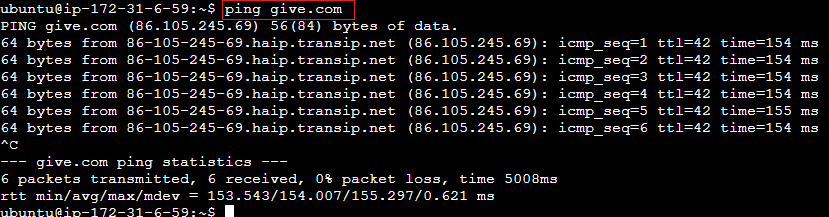 ubuntu@ip-172-31-6-59:~$ ping give.com
PING give.com (86.105.245.69) 56(84) bytes of data.
64 bytes from 86-105-245-69.haip.transip.net (86.105.245.69): icmp_seq=1 ttl=42 time=154 ms
64 bytes from 86-105-245-69.haip.transip.net (86.105.245.69): icmp_seq=2 ttl=42 time=154 ms
64 bytes from 86-105-245-69.haip.transip.net (86.105.245.69): icmp_seq=3 ttl=42 time=154 ms
64 bytes from 86-105-245-69.haip.transip.net (86.105.245.69): icmp_seq=4 ttl=42 time=154 ms
64 bytes from 86-105-245-69.haip.transip.net (86.105.245.69): icmp_seq=5 ttl=42 time=155 ms
64 bytes from 86-105-245-69.haip.transip.net (86.105.245.69): icmp_seq=6 ttl=42 time=154 ms
^C
--- give.com ping statistics ---
6 packets transmitted, 6 received, 0% packet loss, time 5008ms
rtt min/avg/max/mdev = 153.543/154.007/155.297/0.621 ms
ubuntu@ip-172-31-6-59:~$